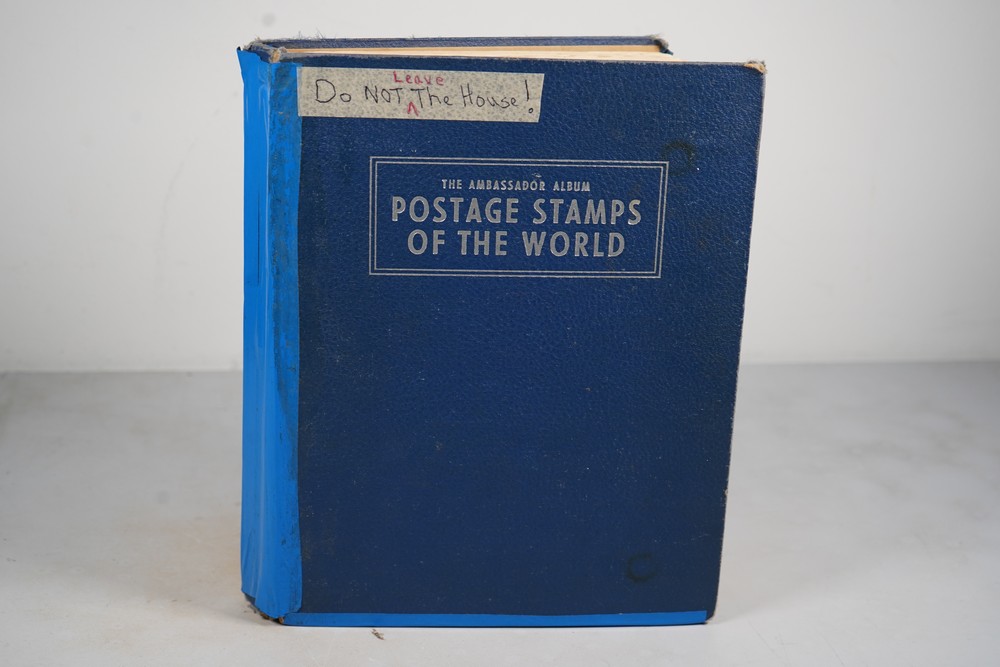 Leave
Do NOT ^ The House!
THE AMBASSADOR ALBUM
POSTAGE STAMPS
OF THE WORLD